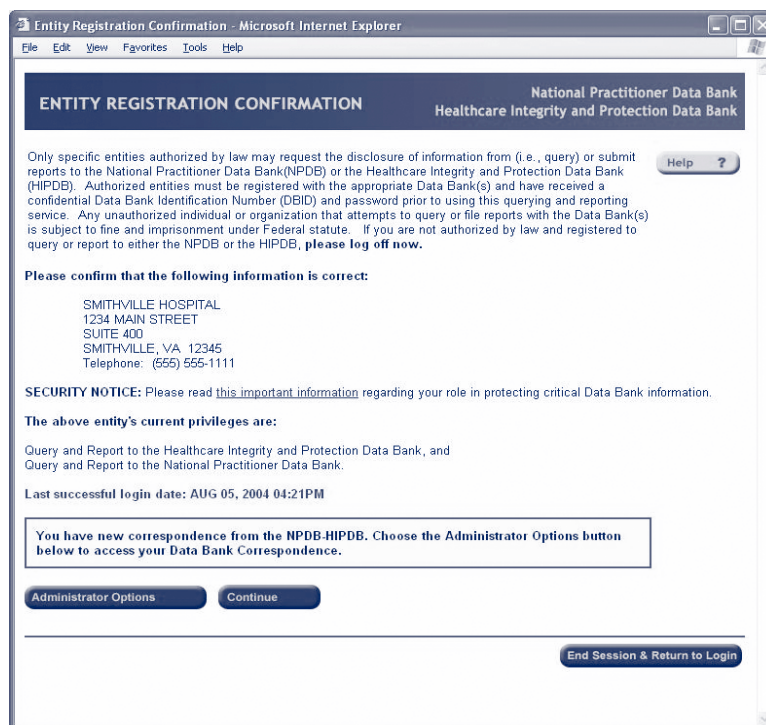 Entity Registration Confirmation - Microsoft Internet Explorer
File Edit View Favorites Tools Help
ENTITY REGISTRATION CONFIRMATION
National Practitioner Data Bank
Healthcare Integrity and Protection Data Bank
Only specific entities authorized by law may request the disclosure of information from (i.e., query) or submit
reports to the National Practitioner Data Bank(NPDB) or the Healthcare Integrity and Protection Data Bank
(HIPDB). Authorized entities must be registered with the appropriate Data Bank(s) and have received a
confidential Data Bank Identification Number (DBID) and password prior to using this querying and reporting
service. Any unauthorized individual or organization that attempts to query or file reports with the Data Bank(s)
is subject to fine and imprisonment under Federal statute. If you are not authorized by law and registered to
query or report to either the NPDB or the HIPDB, please log off now.
Help ?
Please confirm that the following information is correct:
SMITHVILLE HOSPITAL
1234 MAIN STREET
SUITE 400
SMITHVILLE, VA 12345
Telephone: (555) 555-1111
SECURITY NOTICE: Please read this important information regarding your role in protecting critical Data Bank information.
The above entity's current privileges are:
Query and Report to the Healthcare Integrity and Protection Data Bank, and
Query and Report to the National Practitioner Data Bank.
Last successful login date: AUG 05, 2004 04:21PM
You have new correspondence from the NPDB-HIPDB. Choose the Administrator Options button
below to access your Data Bank Correspondence.
Administrator Options Continue
End Session & Return to Login